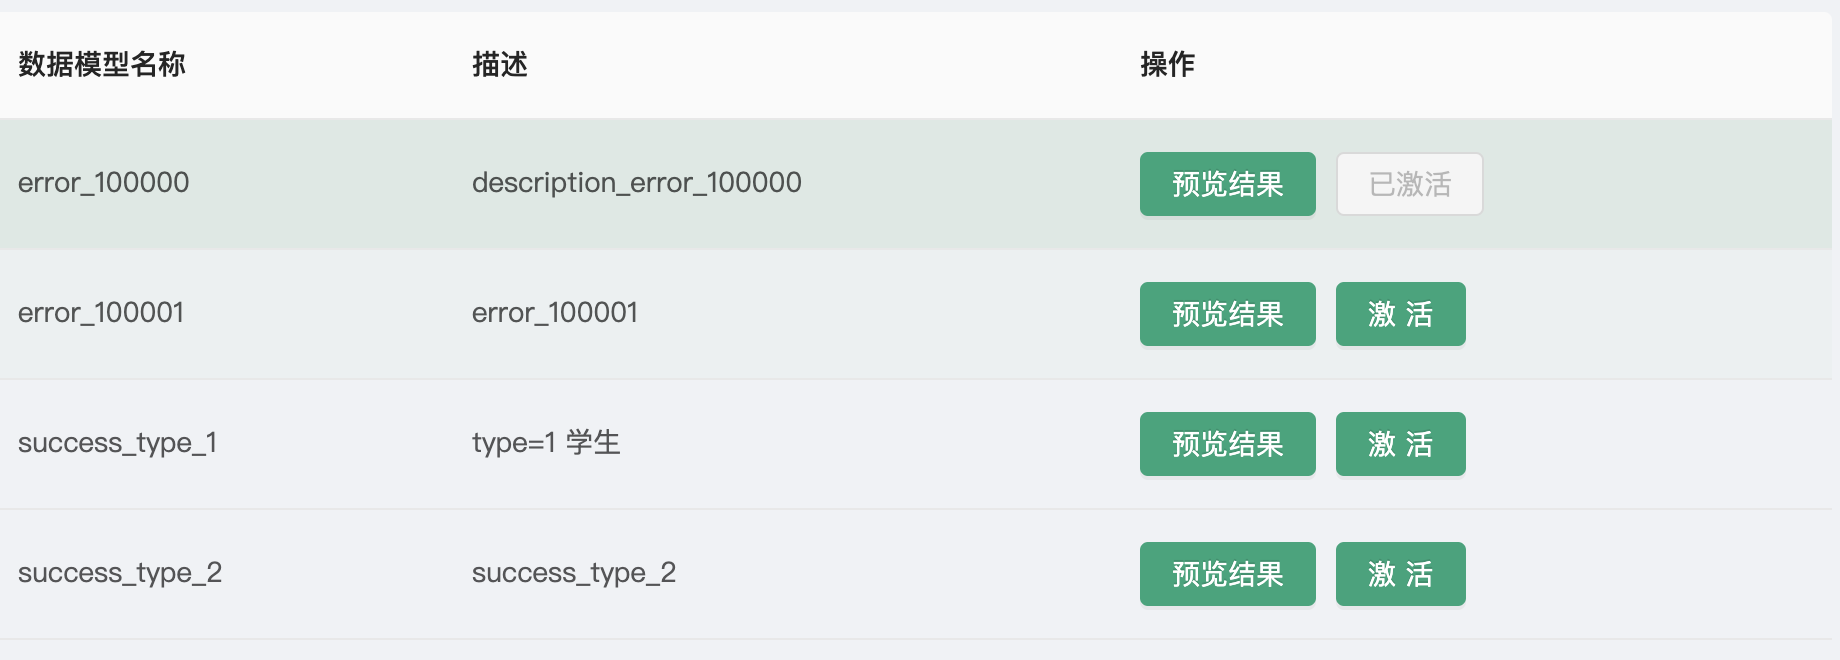 数据模型名称 描述 操作
error_100000 description_error_100000 预览结果 已激活
error_100001 error_100001 预览结果 激 活
success_type_1 type=1 学生 预览结果 激 活
success_type_2 success_type_2 预览结果 激 活